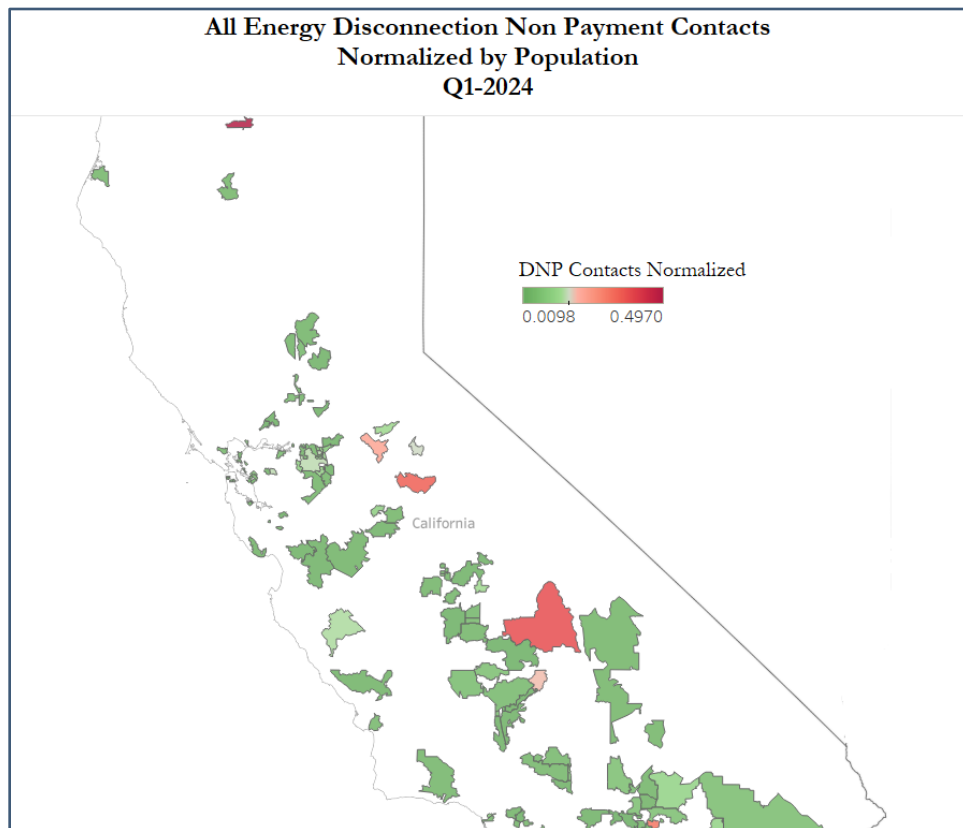 All Energy Disconnection Non Payment Contacts
Normalized by Population
Q1-2024
DNP Contacts Normalized
0.0098 0.4970
California